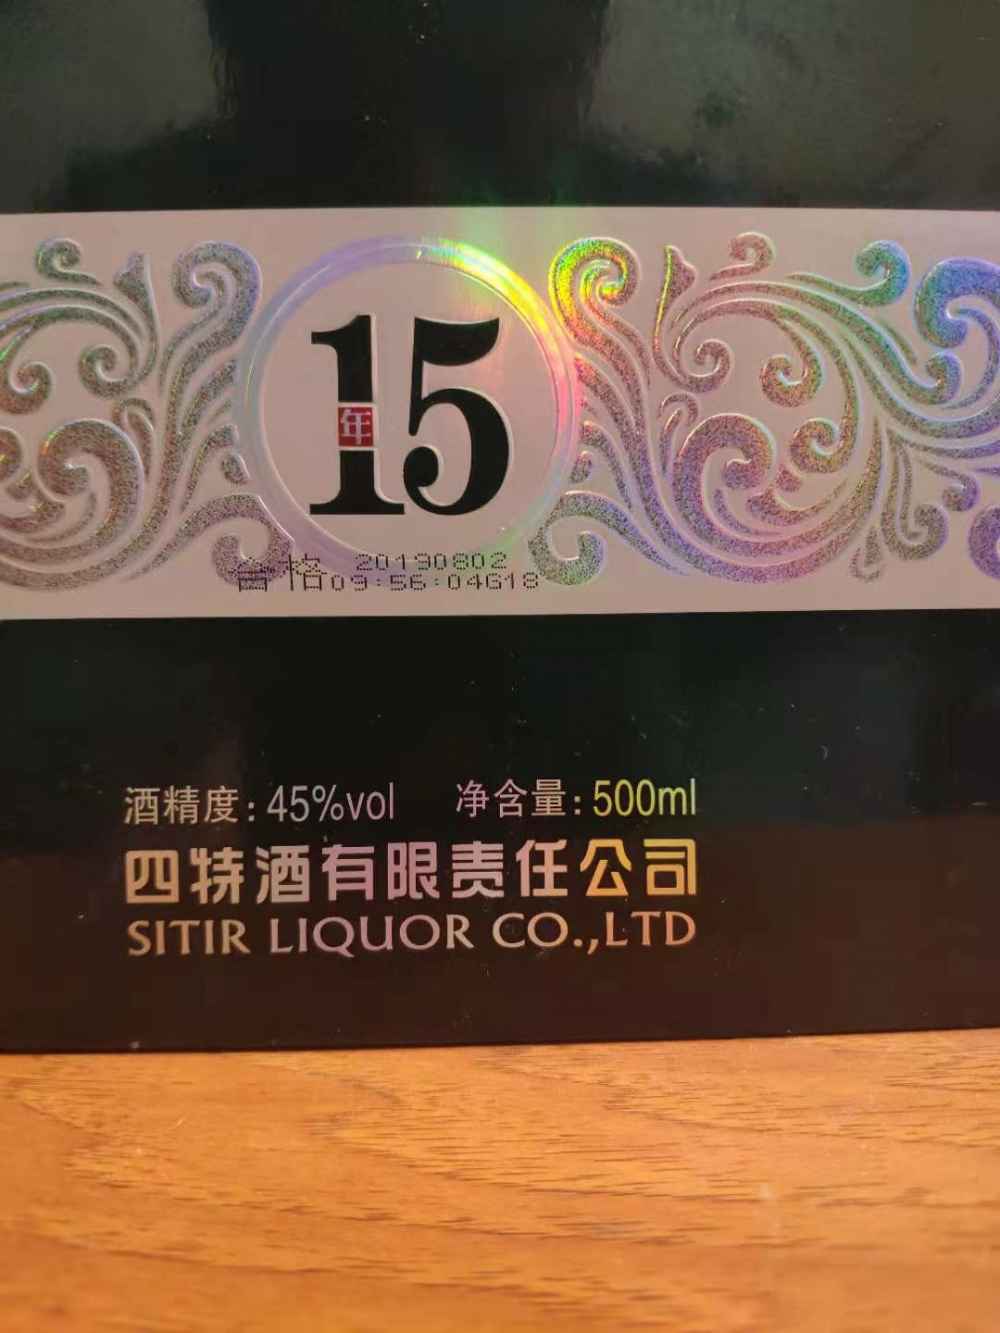 15
年
合格 20190802
09:56:04G18
酒精度:45%vol 净含量:500ml
四特酒有限责任公司
SITIR LIQUOR CO.,LTD